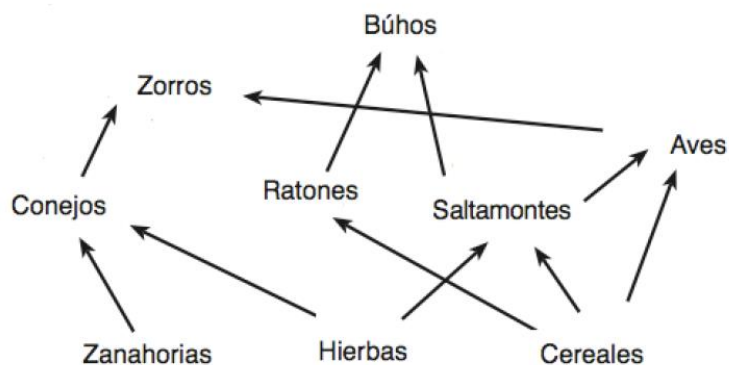 Búhos
Zorros
Aves
Conejos
Ratones
Saltamontes
Zanahorias
Hierbas
Cereales